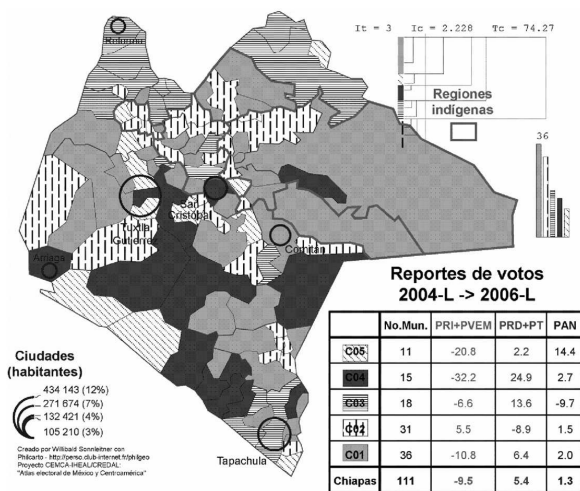 It = 3 Ic = 2.228 Tc = 74.27
Reforma
Regiones
indígenas
36
San
Cristóbal
Tuxtla
Gutiérrez
Comitán
Arriaga
Tapachula
Ciudades
(habitantes)
434 143 (12%)
271 674 (7%)
132 421 (4%)
105 210 (3%)
Creado por Willibald Sonnleitner con
Philcarto - http://perso.club-internet.fr/philgeo
Proyecto CEMCA-IHEAL/CREDAL:
"Atlas electoral de México y Centroamérica"
Reportes de votos
2004-L -> 2006-L
No.Mun. PRI+PVEM PRD+PT PAN
C05 11 -20.8 2.2 14.4
C04 15 -32.2 24.9 2.7
C03 18 -6.6 13.6 -9.7
C02 31 5.5 -8.9 1.5
C01 36 -10.8 6.4 2.0
Chiapas 111 -9.5 5.4 1.3